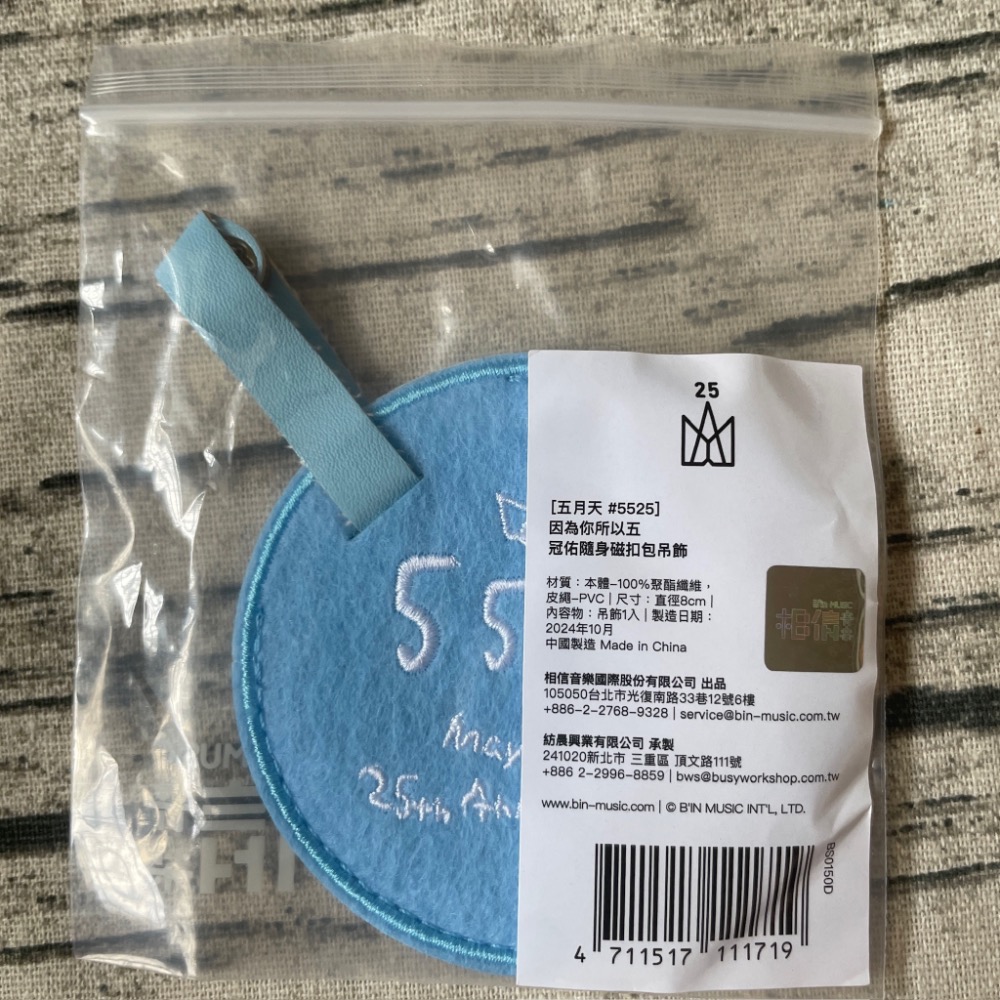 25
[五月天 #5525]
因為你所以五
冠佑隨身磁扣包吊飾
材質：本體-100%聚酯纖維，
皮繩-PVC | 尺寸：直徑8cm |
內容物：吊飾1入 | 製造日期：
2024年10月
中國製造 Made in China
B'in MUSIC
相信
相信音樂國際股份有限公司 出品
105050台北市光復南路33巷12號6樓
+886-2-2768-9328 | service@bin-music.com.tw
紡晨興業有限公司 承製
241020新北市 三重區 頂文路111號
+886 2-2996-8859 | bws@busyworkshop.com.tw
www.bin-music.com | © B'IN MUSIC INT'L, LTD.
BS0150D
4 711517 111719
55
May
25th An